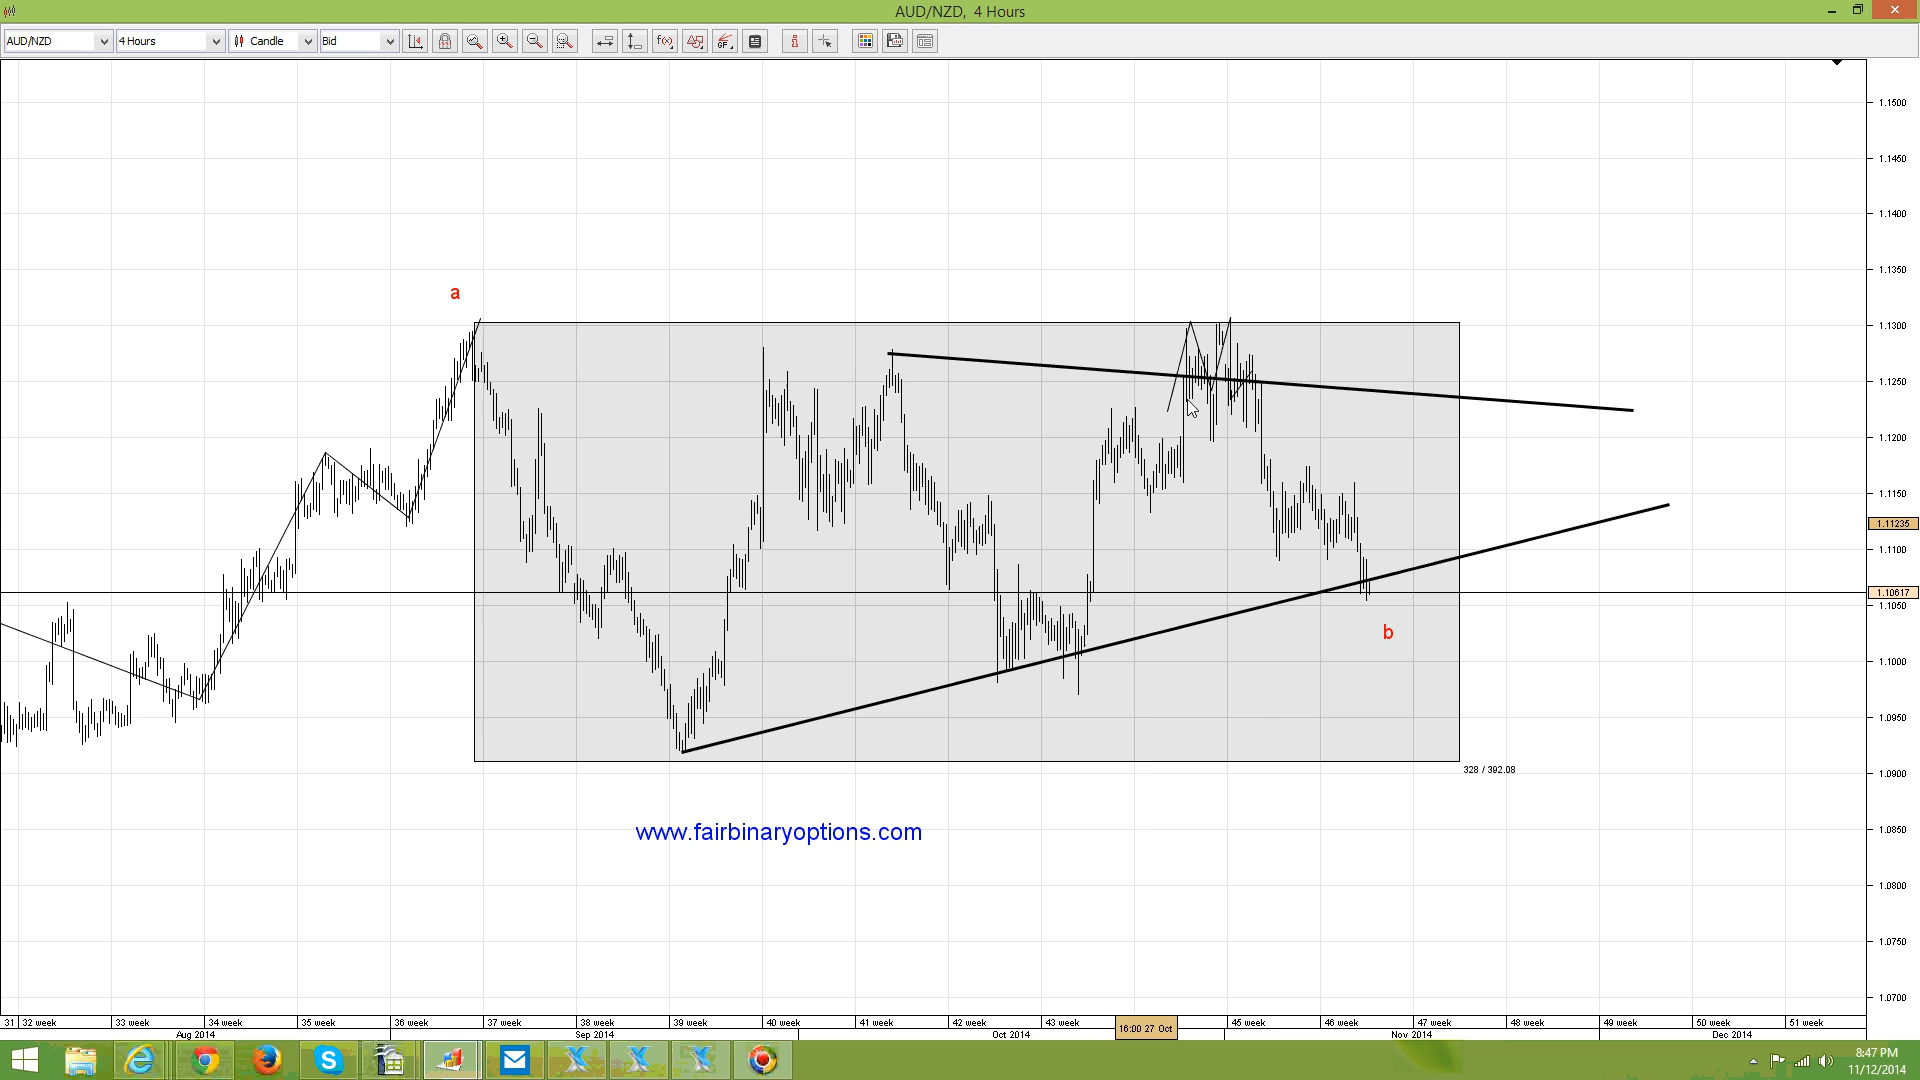 AUD/NZD, 4 Hours
AUD/NZD 4 Hours Candle Bid
1.1500
1.1450
1.1400
a
1.1350
1.1300
1.1250
1.1200
1.1150
1.11235
1.1100
1.10617
1.1050
b
1.1000
1.0950
328 / 392.08
1.0900
www.fairbinaryoptions.com
1.0850
1.0800
1.0750
1.0700
31 32 week 33 week 34 week 35 week 36 week 37 week 38 week 39 week 40 week 41 week 42 week 43 week 16:00 27 Oct 45 week 46 week 47 week 48 week 49 week 50 week 51 week
Aug 2014 Sep 2014 Oct 2014 Nov 2014 Dec 2014
8:47 PM
11/12/2014